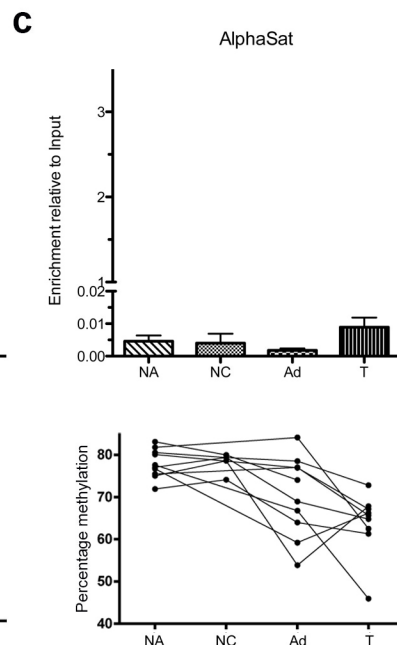 c
AlphaSat
Enrichment relative to Input
3
2
1
0.02
0.01
0.00
NA NC Ad T
Percentage methylation
80
70
60
50
40
NA NC Ad T